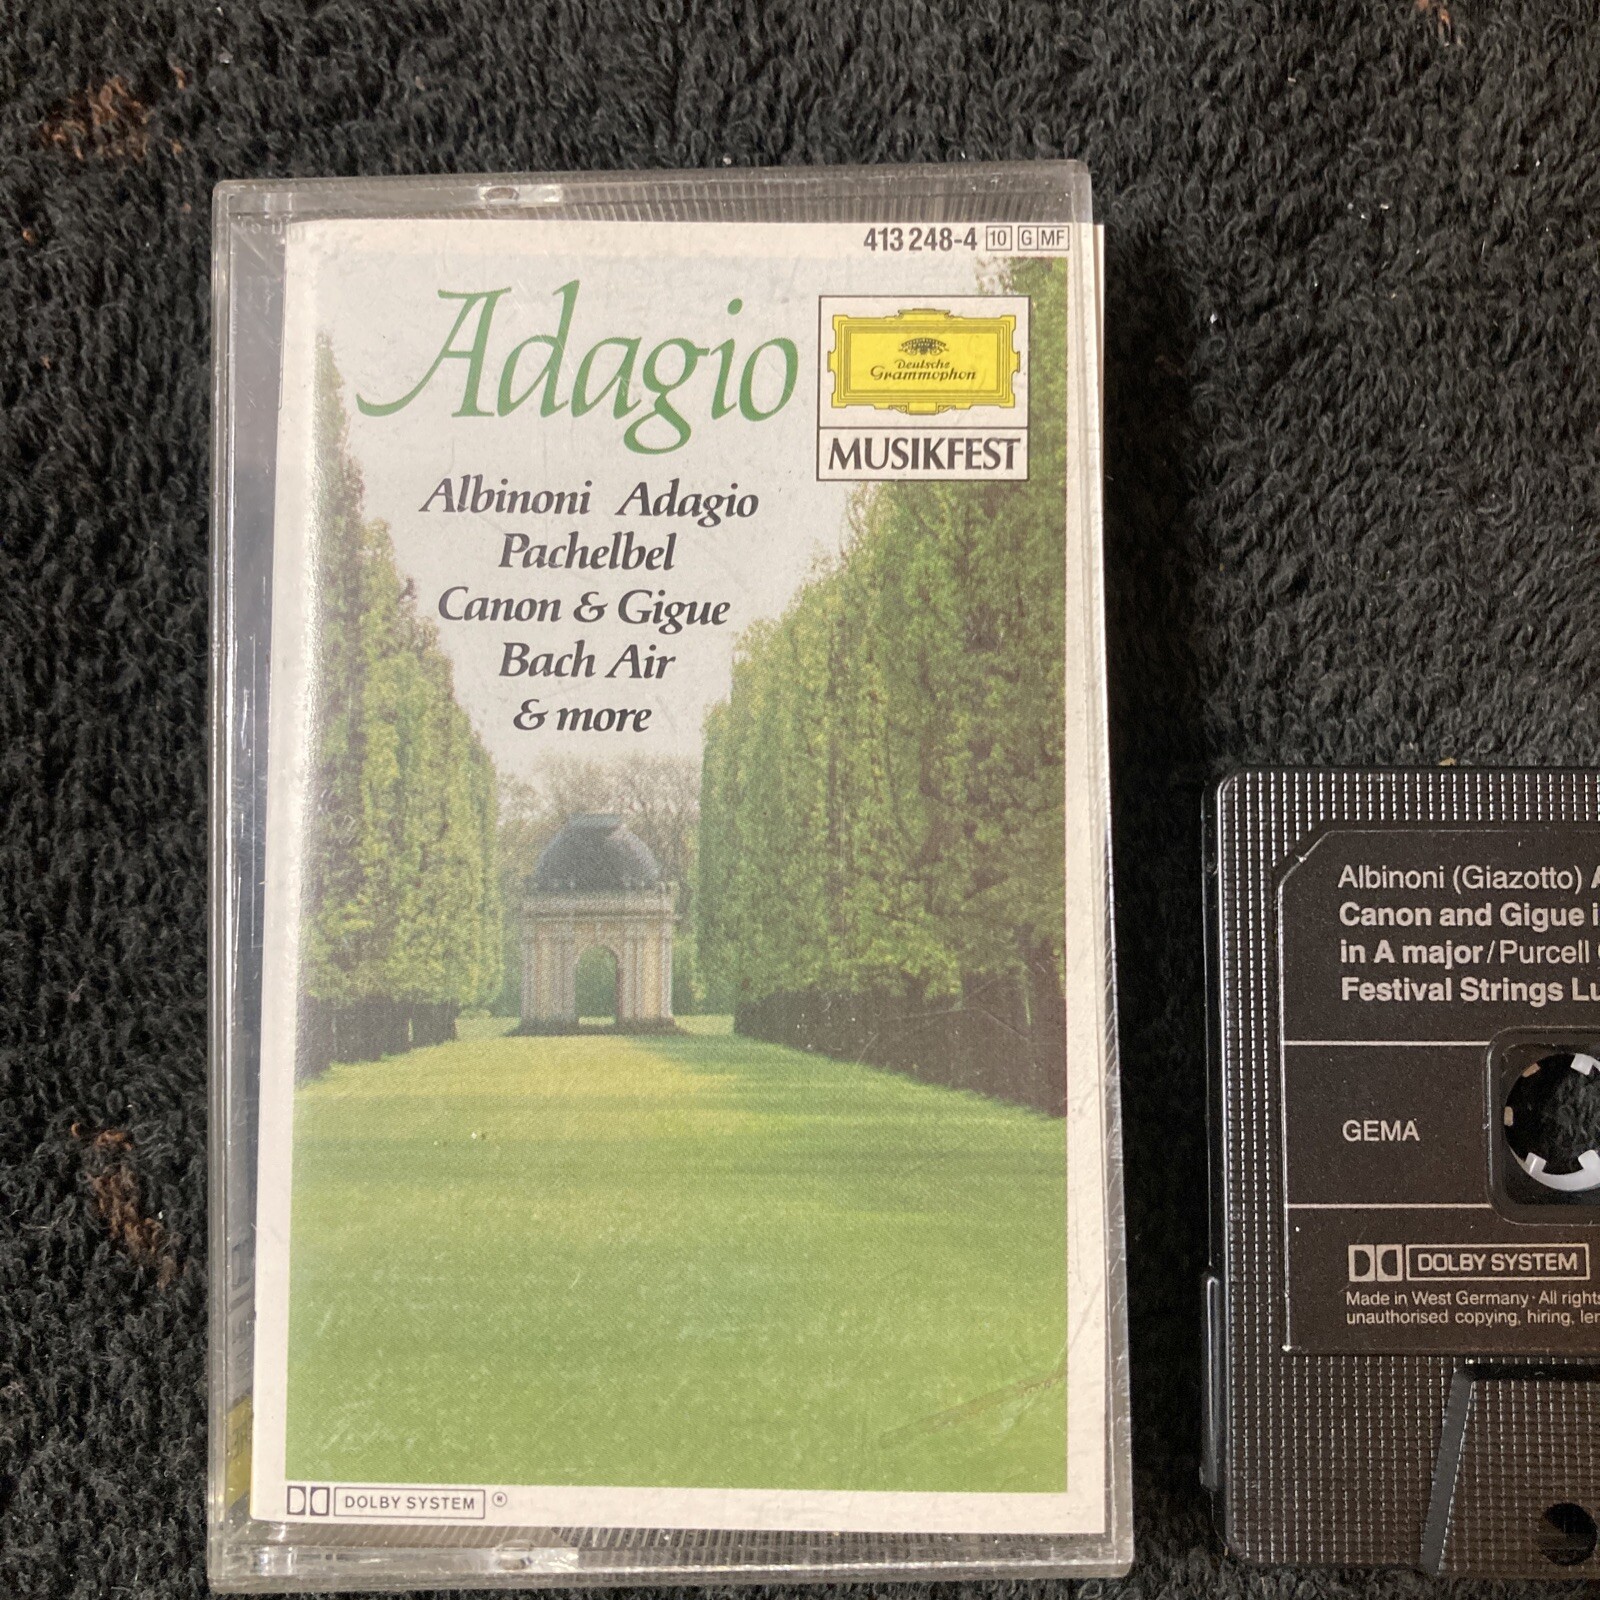 413 248-4 10 G MF
Adagio
Deutsche
Grammophon
MUSIKFEST
Albinoni Adagio
Pachelbel
Canon & Gigue
Bach Air
& more
DOLBY SYSTEM ®
Albinoni (Giazotto)
Canon and Gigue
in A major/Purcell
Festival Strings
GEMA
DOLBY SYSTEM
Made in West Germany · All rights
unauthorised copying, hiring,